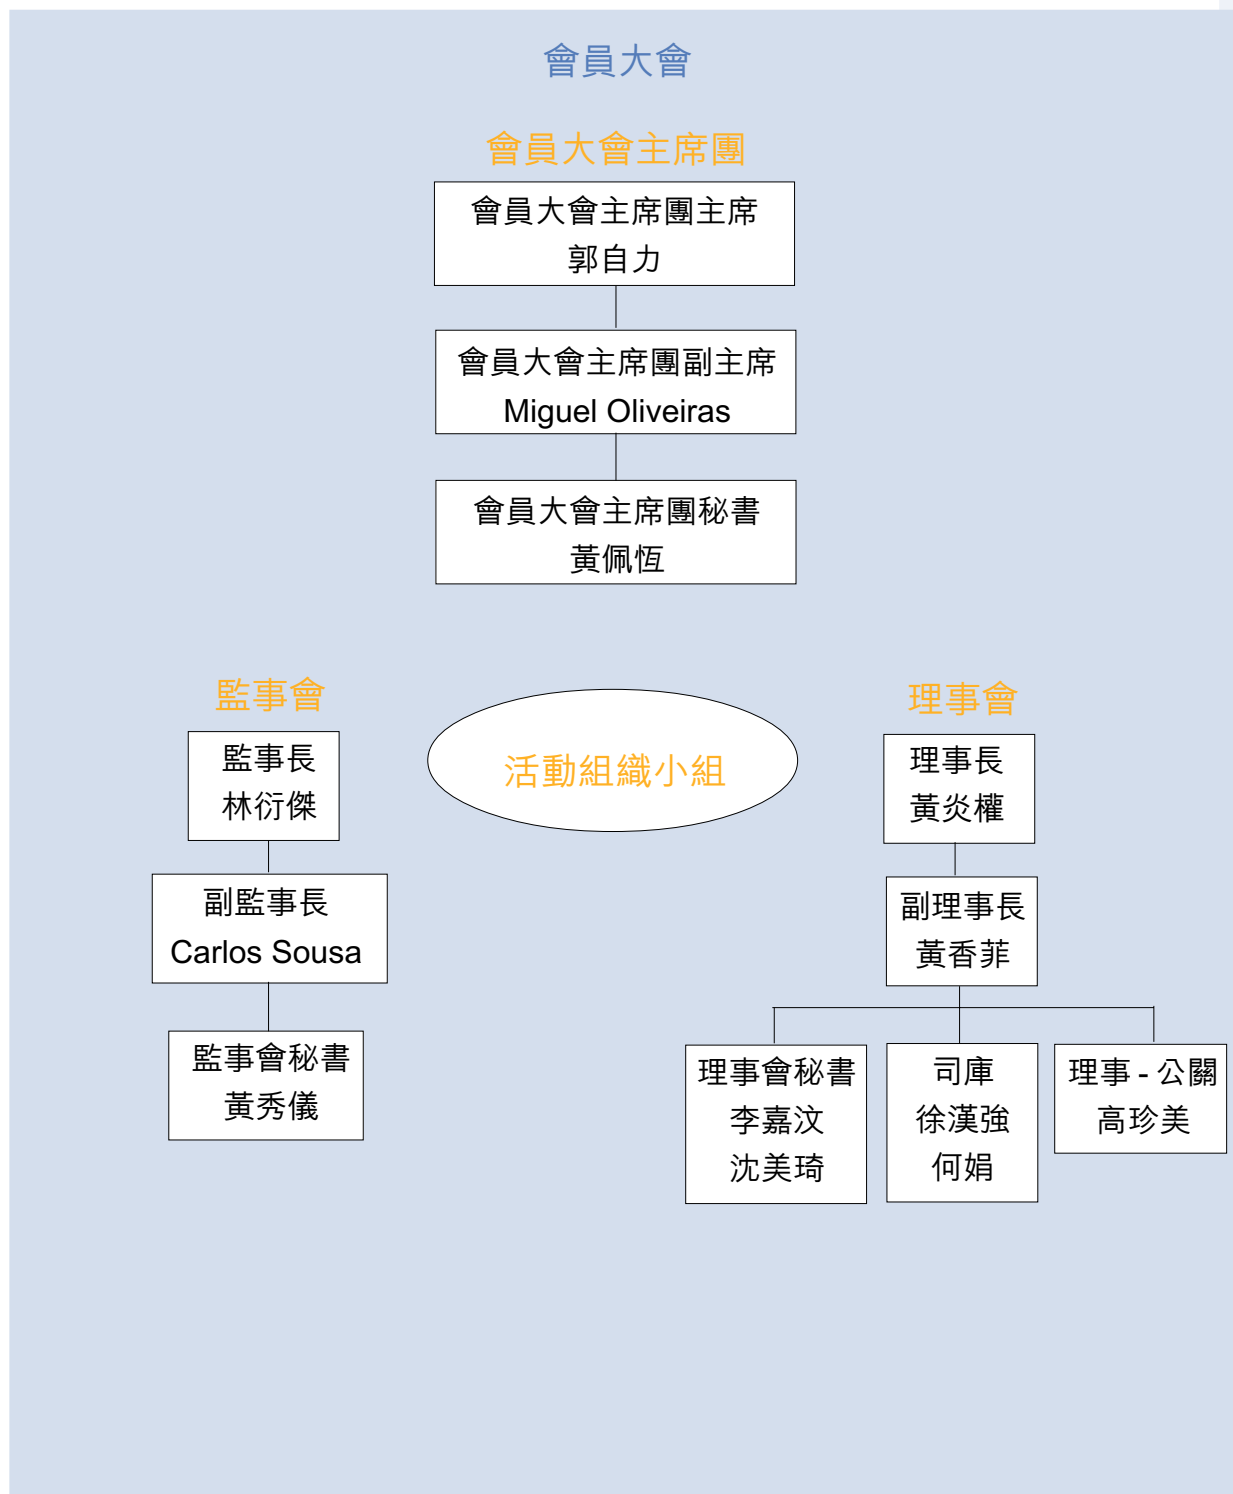 會員大會
會員大會主席團
會員大會主席團主席
郭自力
會員大會主席團副主席
Miguel Oliveiras
會員大會主席團秘書
黃佩恆
監事會
監事長
林衍傑
副監事長
Carlos Sousa
監事會秘書
黃秀儀
活動組織小組
理事會
理事長
黃炎權
副理事長
黃香菲
理事會秘書
李嘉汶
沈美琦
司庫
徐漢強
何娟
理事 - 公關
高珍美